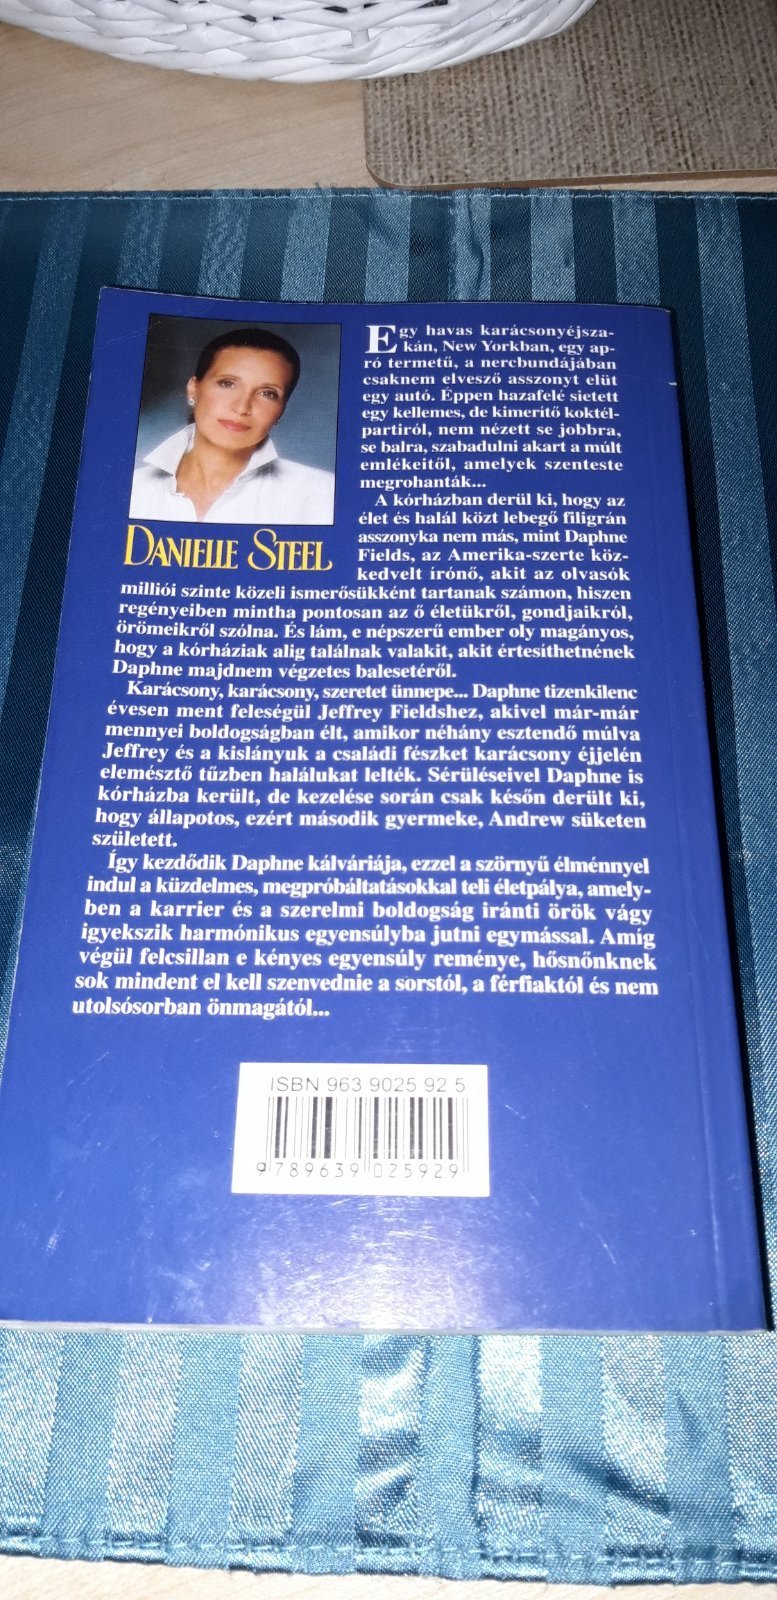 Egy havas karácsonyéjsza-
kán, New Yorkban, egy ap-
ró termetű, a nercbundájában
csaknem elvesző asszonyt elüt
egy autó. Éppen hazafelé sietett
egy kellemes, de kimerítő koktél-
partiról, nem nézett se jobbra,
se balra, szabadulni akart a múlt
emlékeitől, amelyek szenteste
megrohanták...
A kórházban derül ki, hogy az
élet és halál közt lebegő filigrán
asszonyka nem más, mint Daphne
Fields, az Amerika-szerte köz-
kedvelt írónő, akit az olvasók
DANIELLE STEEL
milliói szinte közeli ismerősükként tartanak számon, hiszen
regényeiben mintha pontosan az ő életükről, gondjaikról,
örömeikről szólna. És lám, e népszerű ember oly magányos,
hogy a kórháziak alig találnak valakit, akit értesíthetnének
Daphne majdnem végzetes balesetéről.
Karácsony, karácsony, szeretet ünnepe... Daphne tizenkilenc
évesen ment feleségül Jeffrey Fieldshez, akivel már-már
mennyei boldogságban élt, amikor néhány esztendő múlva
Jeffrey és a kislányuk a családi fészket karácsony éjjelén
elemésztő tűzben halálukat lelték. Sérüléseivel Daphne is
kórházba került, de kezelése során csak későn derült ki,
hogy állapotos, ezért második gyermeke, Andrew süketen
született.
Így kezdődik Daphne kálváriája, ezzel a szörnyű élménnyel
indul a küzdelmes, megpróbáltatásokkal teli életpálya, amely-
ben a karrier és a szerelmi boldogság iránti örök vágy
igyekszik harmónikus egyensúlyba jutni egymással. Amíg
végül felcsillan e kényes egyensúly reménye, hősnőnknek
sok mindent el kell szenvednie a sorstól, a férfiaktól és nem
utolsósorban önmagától...
ISBN 963 9025 92 5
9 789639 025929